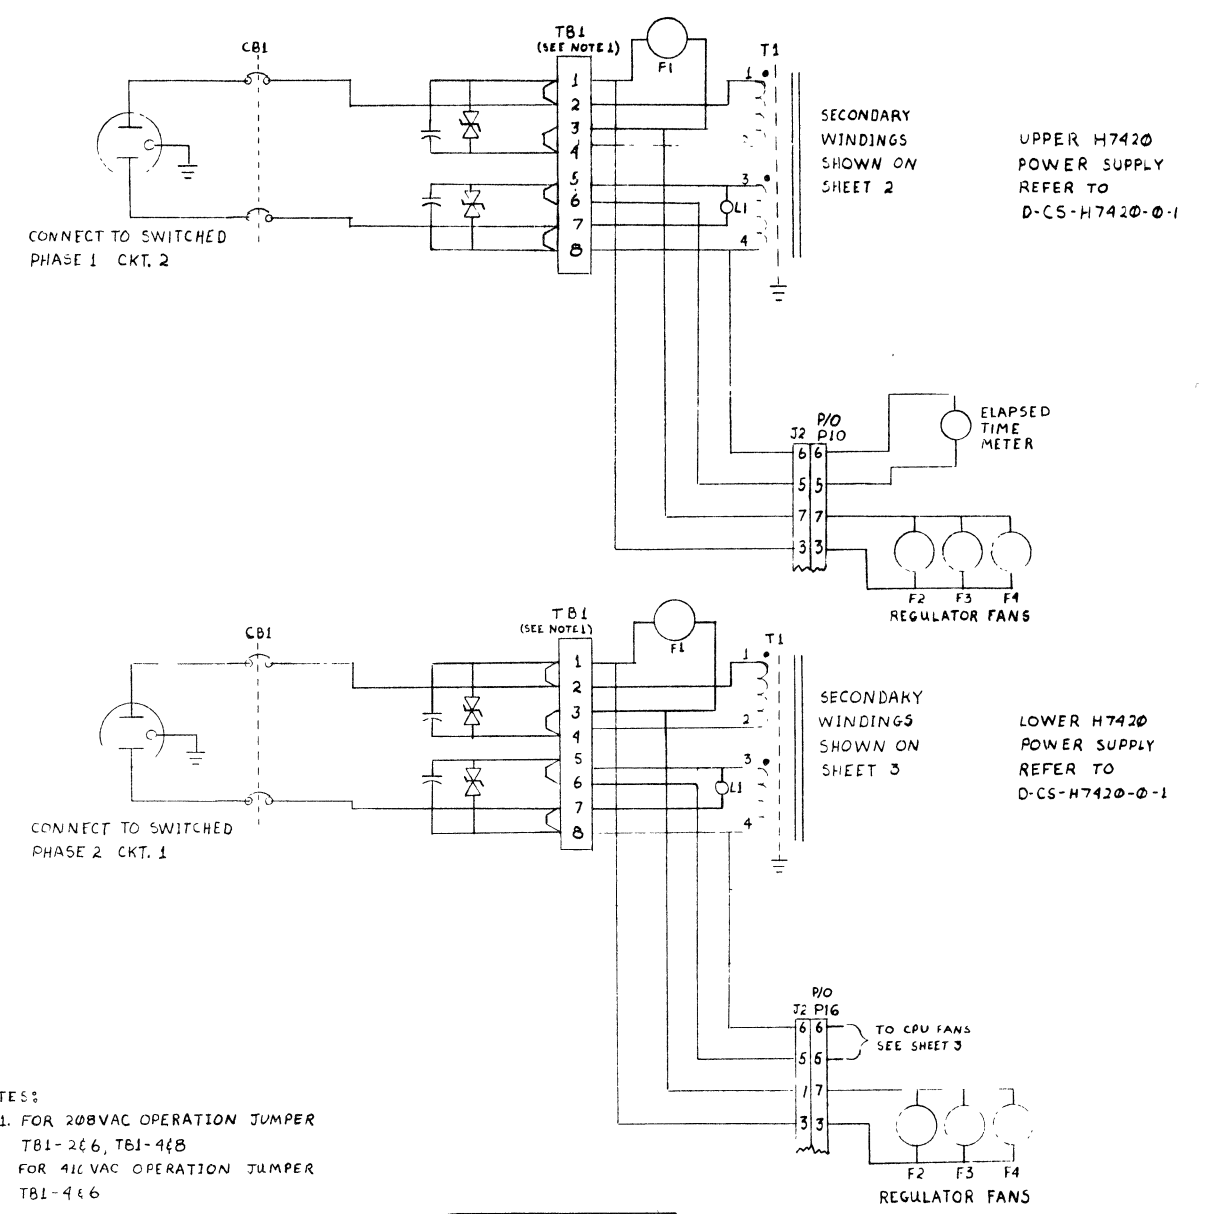 CB1
TB1
(SEE NOTE 1)
F1
T1
1
2
3
4
5
6
7
8
1
3
4
L1
SECONDARY
WINDINGS
SHOWN ON
SHEET 2
UPPER H7420
POWER SUPPLY
REFER TO
D-CS-H7420-0-1
CONNECT TO SWITCHED
PHASE 1 CKT. 2
ELAPSED
TIME
METER
P/O
J2 P10
6 6
5 5
7 7
3 3
F2 F3 F4
REGULATOR FANS
CB1
TB1
(SEE NOTE 1)
F1
T1
1
2
3
4
5
6
7
8
1
2
3
4
L1
SECONDARY
WINDINGS
SHOWN ON
SHEET 3
LOWER H7420
POWER SUPPLY
REFER TO
D-CS-H7420-0-1
CONNECT TO SWITCHED
PHASE 2 CKT. 1
P/O
J2 P16
6 6
5
7
3 3
TO CPU FANS
SEE SHEET 3
F2 F3 F4
REGULATOR FANS
TES:
1. FOR 208VAC OPERATION JUMPER
TB1-2&6, TB1-4&8
FOR VAC OPERATION JUMPER
TB1-4&6